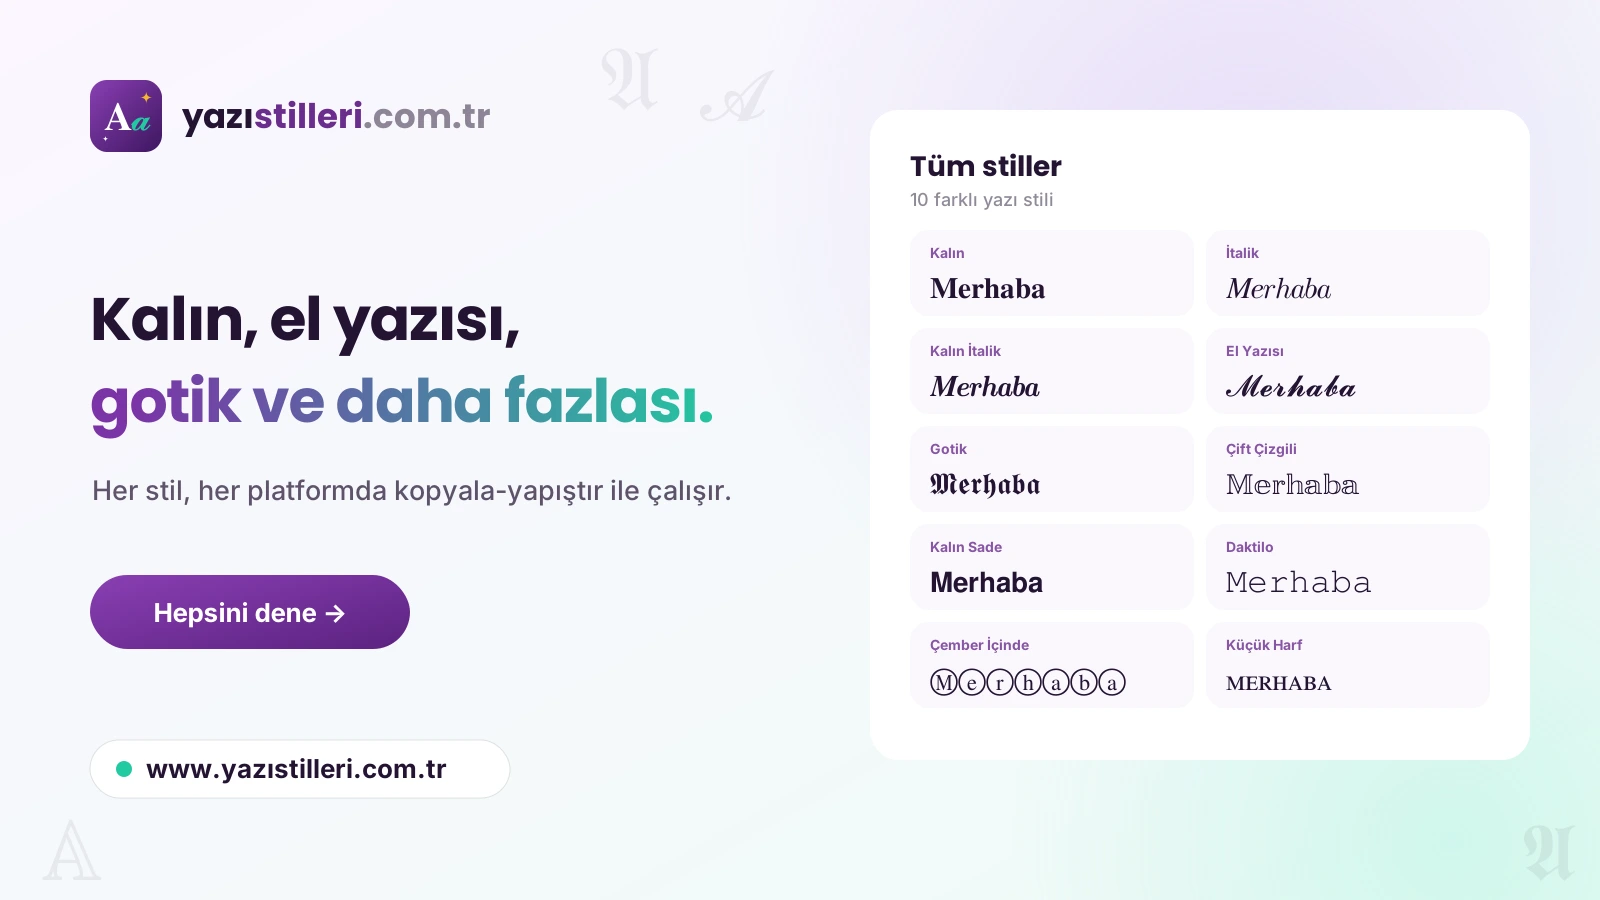 Aa
yazıstilleri.com.tr
𝔄
𝒜
Kalın, el yazısı,
gotik ve daha fazlası.
Her stil, her platformda kopyala-yapıştır ile çalışır.
Hepsini dene →
www.yazıstilleri.com.tr
𝔸
Tüm stiller
10 farklı yazı stili
Kalın
Merhaba
İtalik
Merhaba
Kalın İtalik
Merhaba
El Yazısı
Merhaba
Gotik
Merhaba
Çift Çizgili
Merhaba
Kalın Sade
Merhaba
Daktilo
Merhaba
Çember İçinde
Ⓜⓔⓡⓗⓐⓑⓐ
Küçük Harf
ᴍᴇʀʜᴀʙᴀ
𝕬